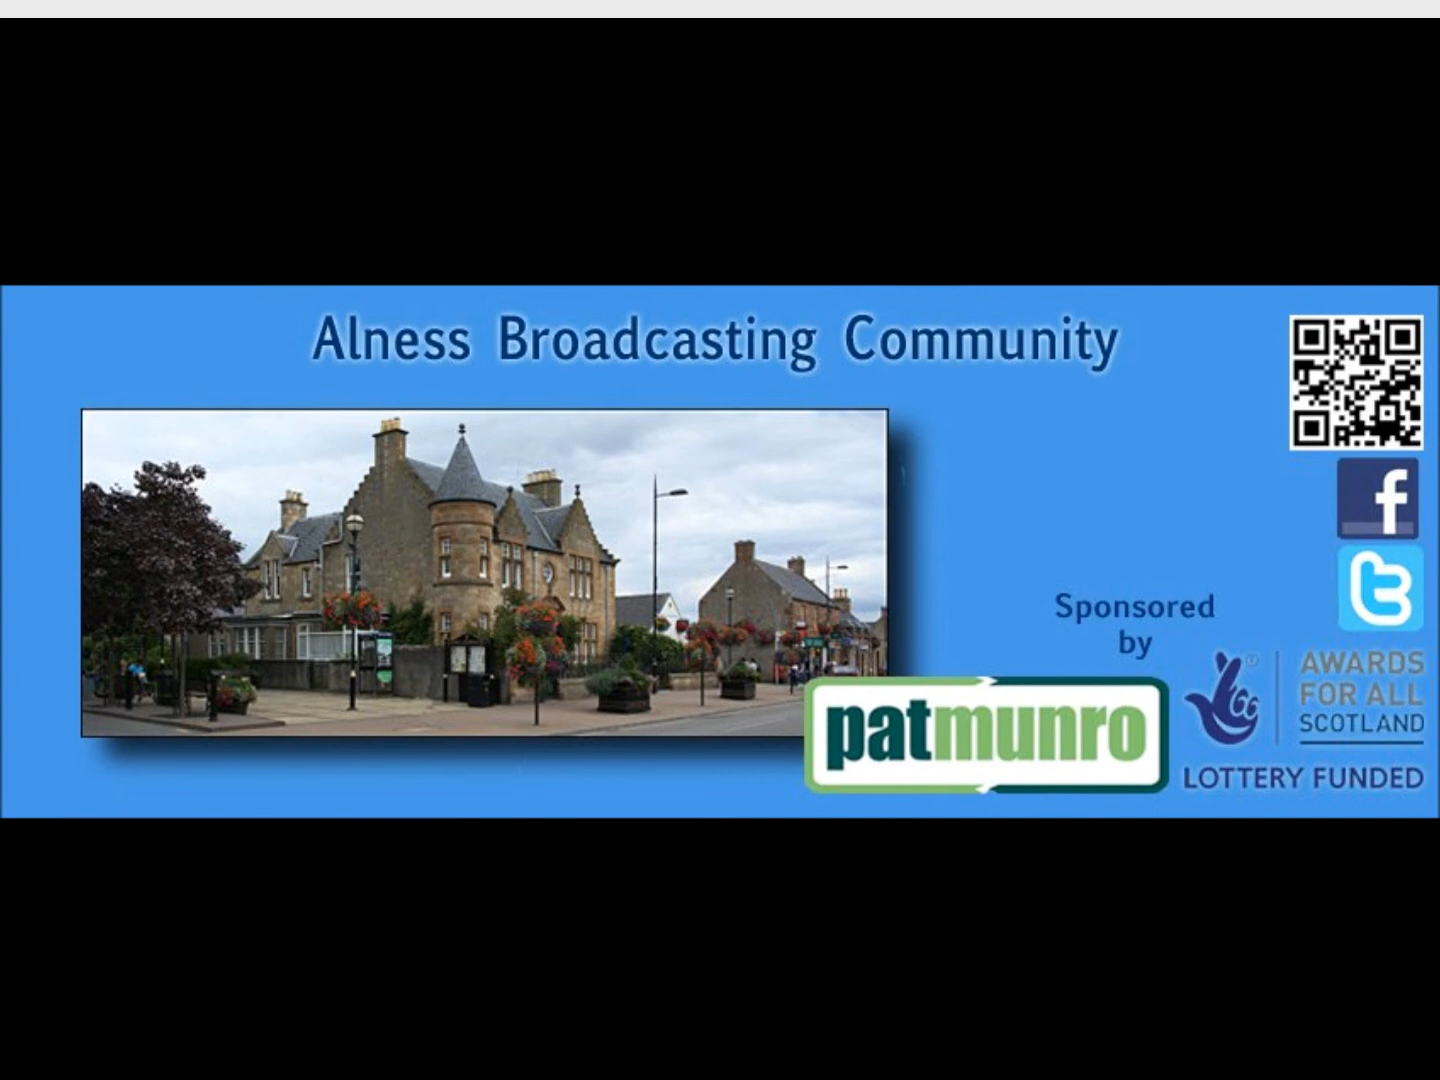 Alness Broadcasting Community
Sponsored
by
patmunro
AWARDS
FOR ALL
SCOTLAND
LOTTERY FUNDED